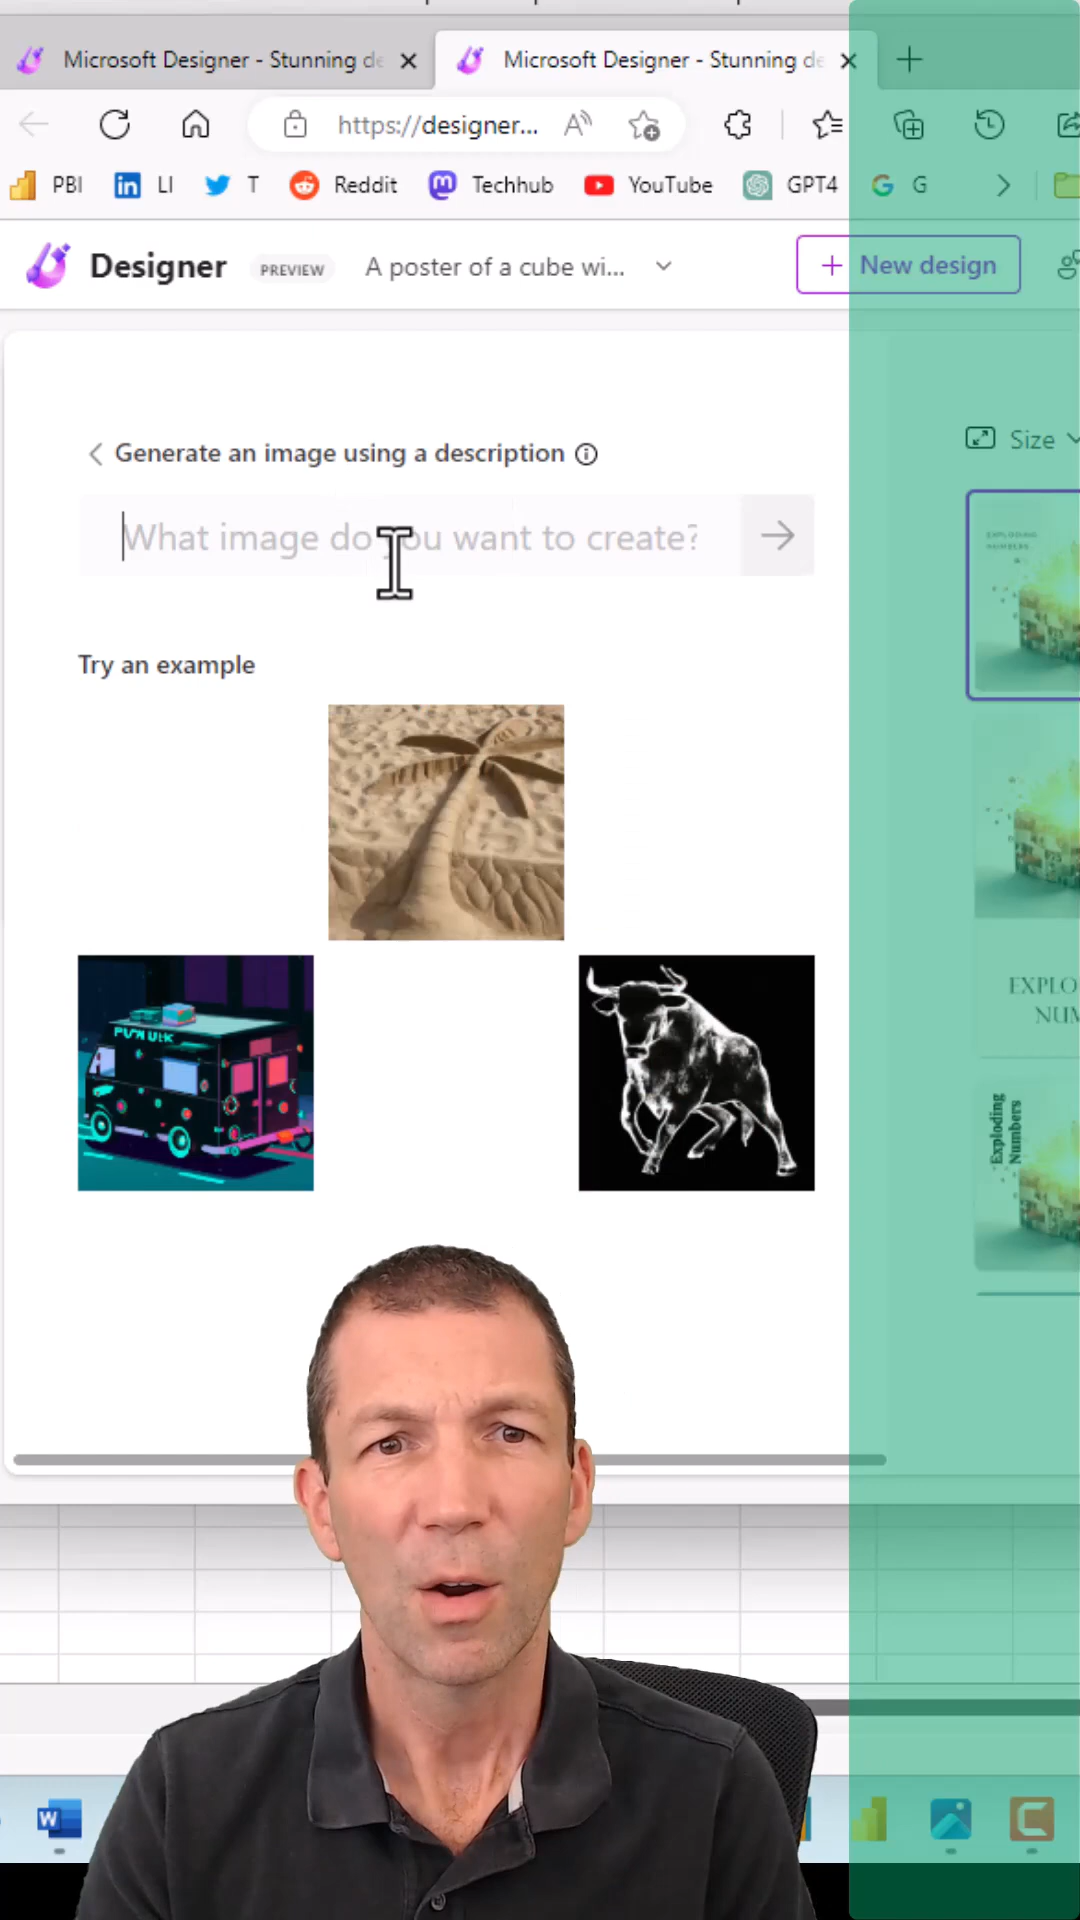 Microsoft Designer - Stunning de
Microsoft Designer - Stunning de
https://designer...
PBI
LI
T
Reddit
Techhub
YouTube
GPT4
G
Designer
PREVIEW
A poster of a cube wi...
+ New design
Generate an image using a description
What image do you want to create?
Size
Try an example
EXPLODING
NUMBERS
EXPLO
NUM
Exploding
Numbers